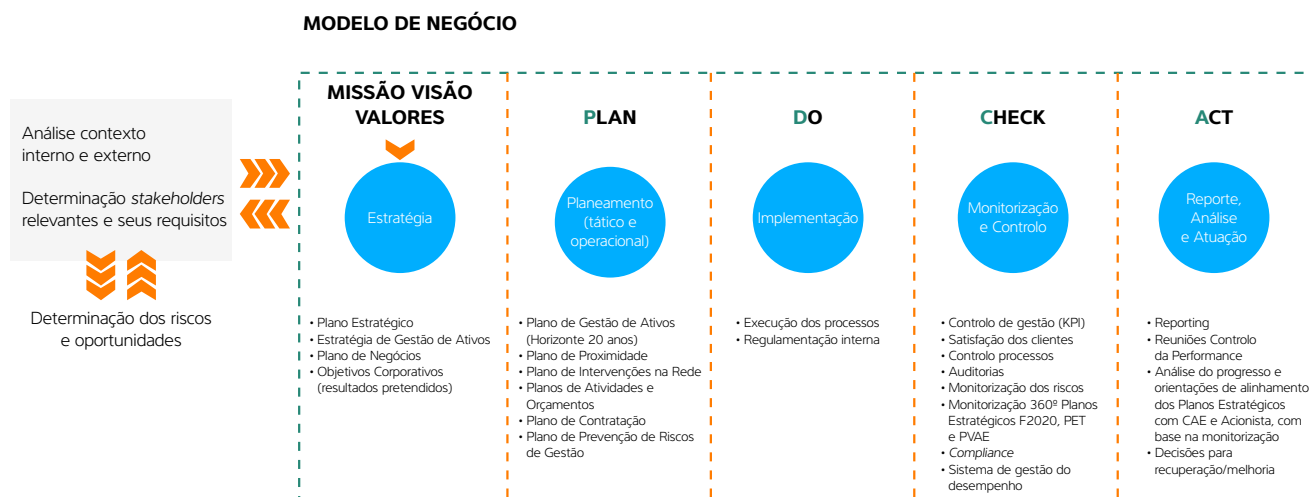 MODELO DE NEGÓCIO
Análise contexto
interno e externo
Determinação stakeholders
relevantes e seus requisitos
Determinação dos riscos
e oportunidades
MISSÃO VISÃO
VALORES
Estratégia
• Plano Estratégico
• Estratégia de Gestão de Ativos
• Plano de Negócios
• Objetivos Corporativos
(resultados pretendidos)
PLAN
Planeamento
(tático e
operacional)
• Plano de Gestão de Ativos
(Horizonte 20 anos)
• Plano de Proximidade
• Plano de Intervenções na Rede
• Planos de Atividades e
Orçamentos
• Plano de Contratação
• Plano de Prevenção de Riscos
de Gestão
DO
Implementação
• Execução dos processos
• Regulamentação interna
CHECK
Monitorização
e Controlo
• Controlo de gestão (KPI)
• Satisfação dos clientes
• Controlo processos
• Auditorias
• Monitorização dos riscos
• Monitorização 360º Planos
Estratégicos F2020, PET
e PVAE
• Compliance
• Sistema de gestão do
desempenho
ACT
Reporte,
Análise
e Atuação
• Reporting
• Reuniões Controlo
da Performance
• Análise do progresso e
orientações de alinhamento
dos Planos Estratégicos
com CAE e Acionista, com
base na monitorização
• Decisões para
recuperação/melhoria